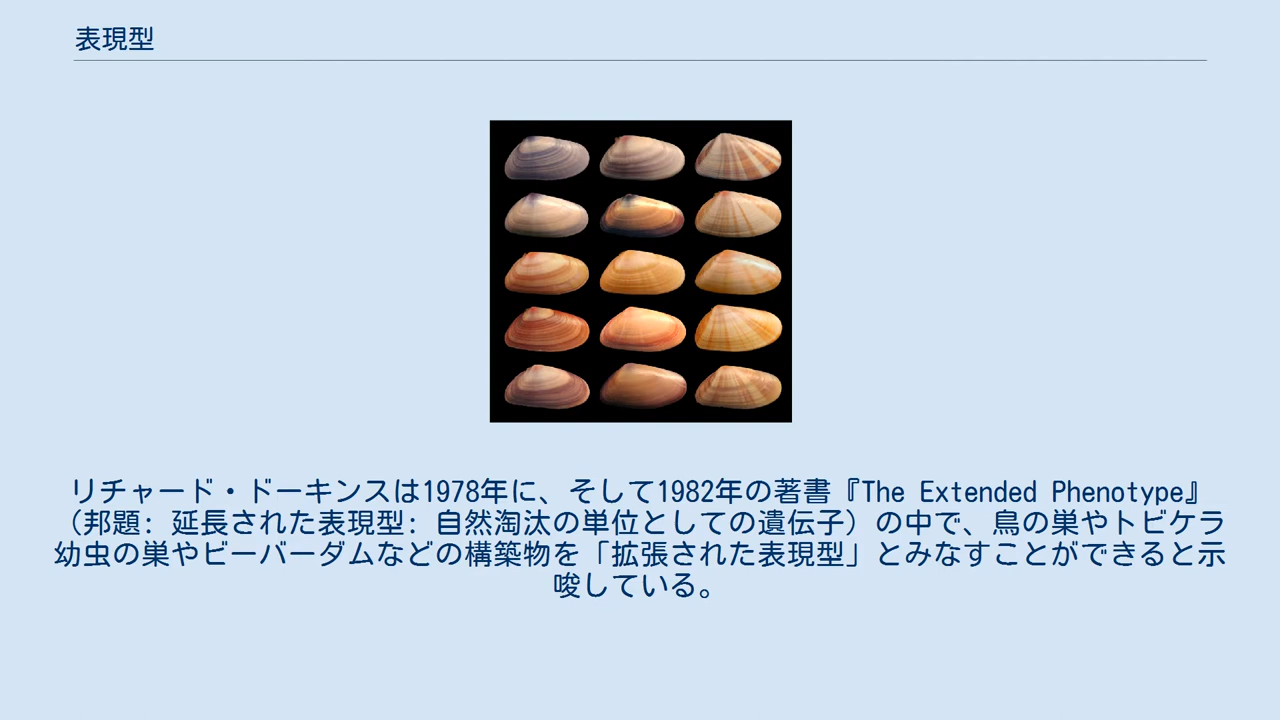 表現型
リチャード・ドーキンスは1978年に、そして1982年の著書『The Extended Phenotype』
（邦題: 延長された表現型: 自然淘汰の単位としての遺伝子）の中で、鳥の巣やトビケラ
幼虫の巣やビーバーダムなどの構築物を「拡張された表現型」とみなすことができると示
唆している。